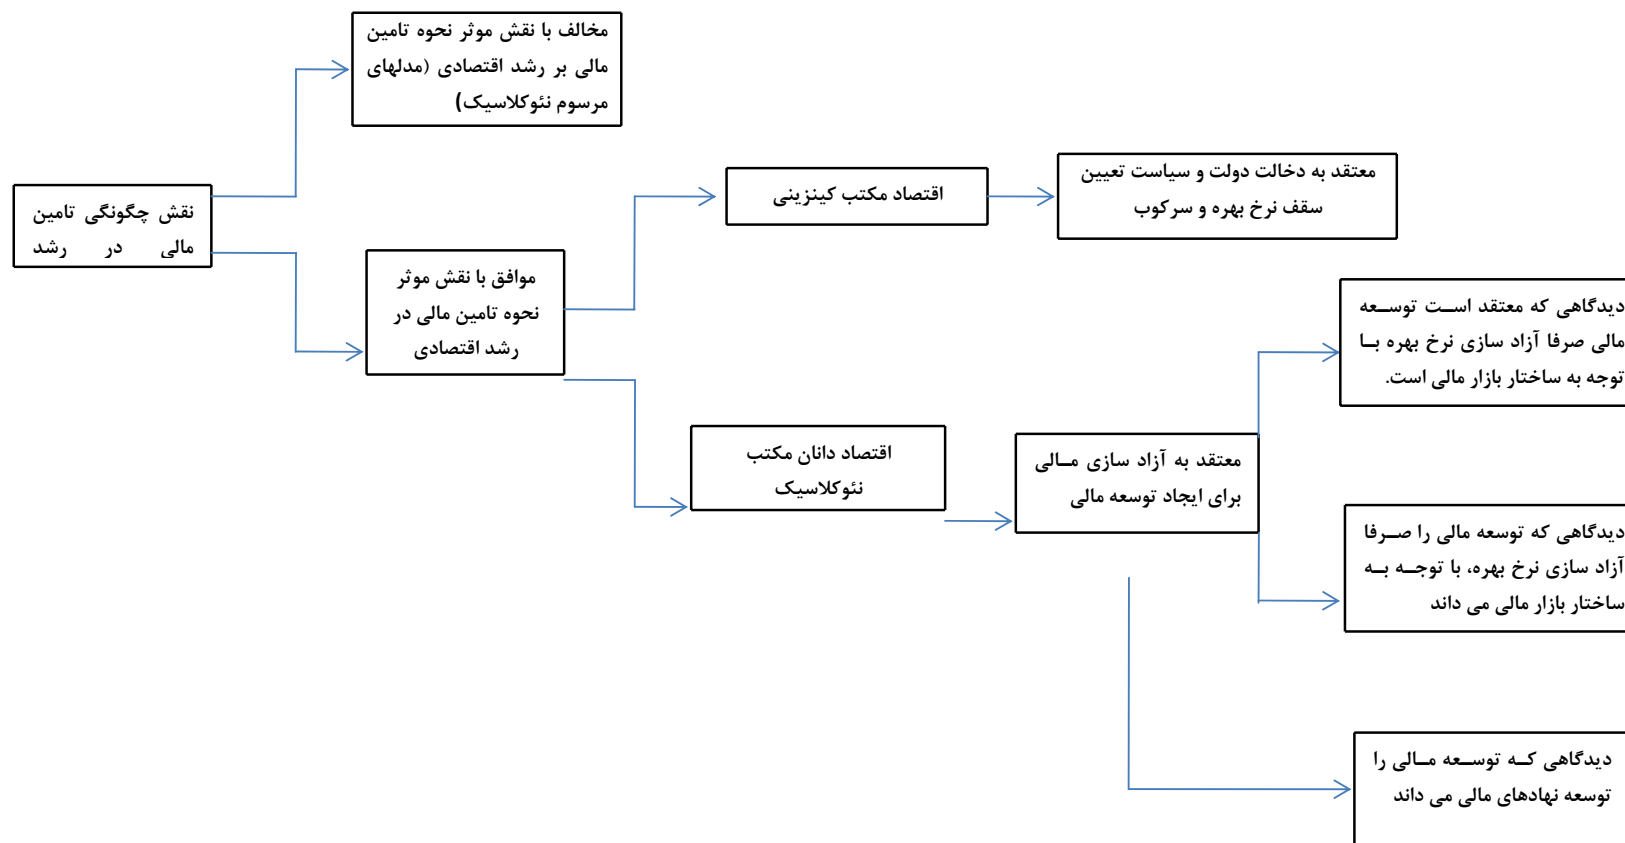 مخالف با نقش موثر نحوه تامین
مالی بر رشد اقتصادی (مدلهای
مرسوم نئوکلاسیک)
نقش چگونگی تامین
مالی در رشد
موافق با نقش موثر
نحوه تامین مالی در
رشد اقتصادی
اقتصاد مکتب کینزینی
معتقد به دخالت دولت و سیاست تعیین
سقف نرخ بهره و سرکوب
اقتصاد دانان مکتب
نئوکلاسیک
معتقد به آزاد سازی مالی
برای ایجاد توسعه مالی
دیدگاهی که معتقد است توسعه
مالی صرفا آزاد سازی نرخ بهره با
توجه به ساختار بازار مالی است.
دیدگاهی که توسعه مالی را صرفا
آزاد سازی نرخ بهره، با توجه به
ساختار بازار مالی می داند
دیدگاهی که توسعه مالی را
توسعه نهادهای مالی می داند